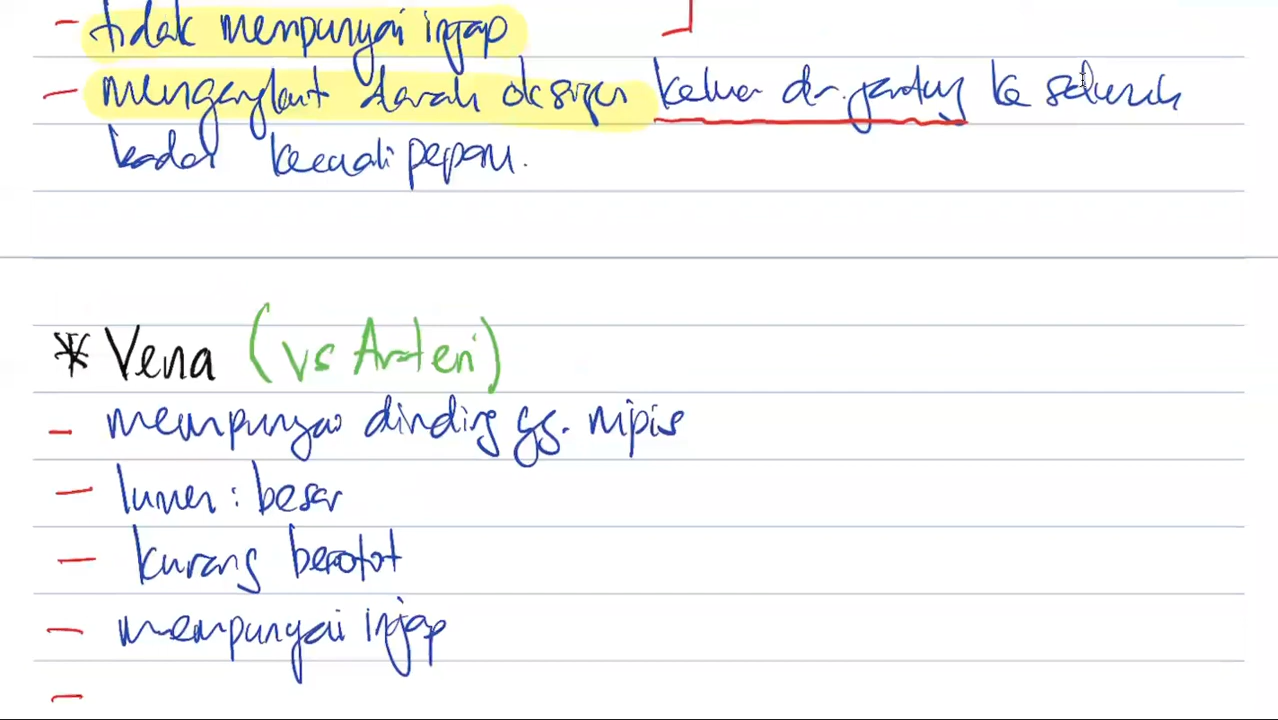 - tidak mempunyai injap
- mengangkut darah oksigen keluar dr. jantung ke seluruh
badan kecuali peparu.
* Vena (vs Arteri)
- mempunyai dinding yg. nipis
- lumen : besar
- kurang berotot
- mempunyai injap
-